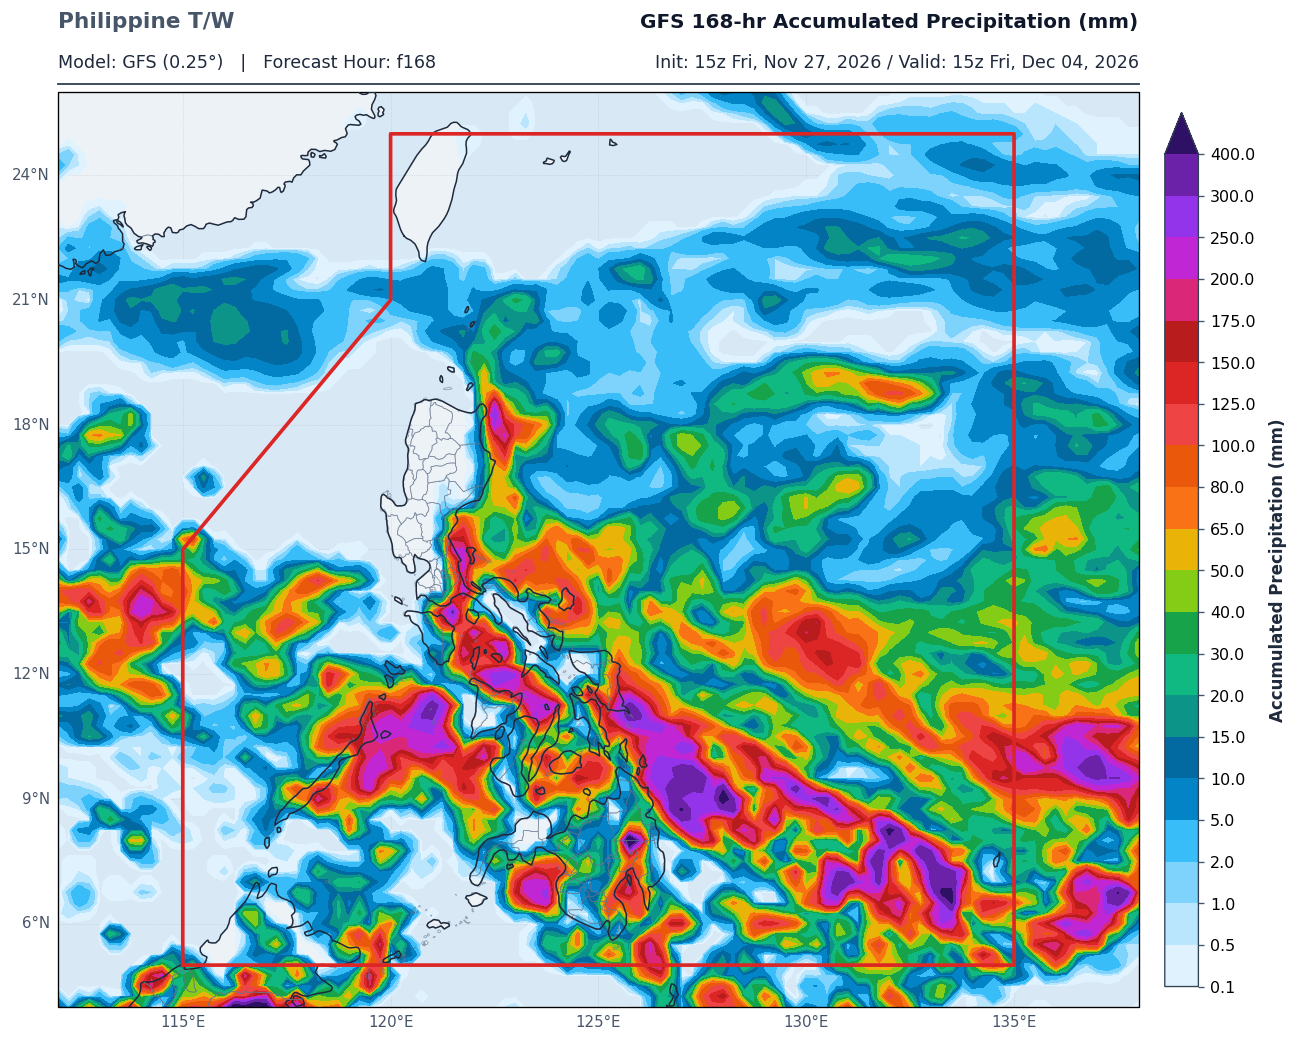 Philippine T/W
GFS 168-hr Accumulated Precipitation (mm)
Model: GFS (0.25°)   |   Forecast Hour: f168
Init: 15z Fri, Nov 27, 2026 / Valid: 15z Fri, Dec 04, 2026
24°N
21°N
18°N
15°N
12°N
9°N
6°N
115°E
120°E
125°E
130°E
135°E
400.0
300.0
250.0
200.0
175.0
150.0
125.0
100.0
80.0
65.0
50.0
40.0
30.0
20.0
15.0
10.0
5.0
2.0
1.0
0.5
0.1
Accumulated Precipitation (mm)